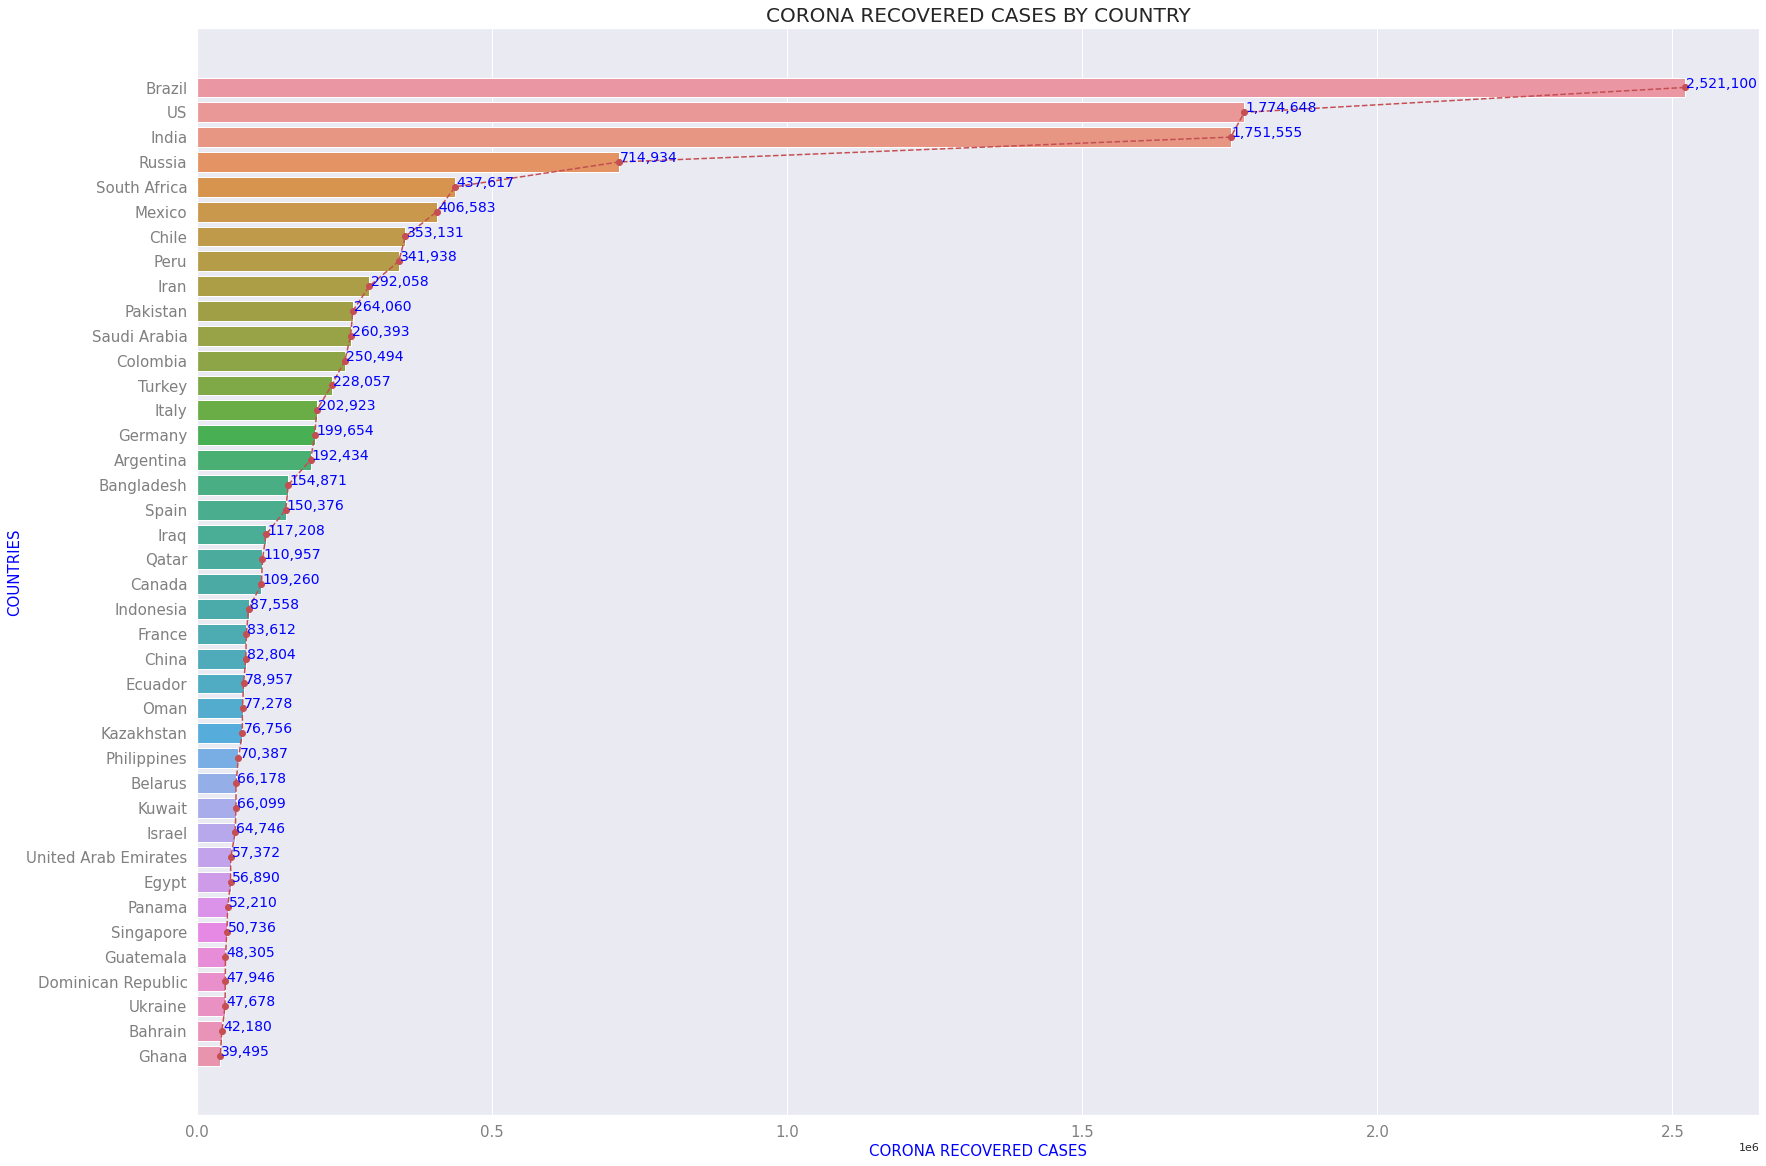 CORONA RECOVERED CASES BY COUNTRY
Brazil 2,521,100
US 1,774,648
India 1,751,555
Russia 714,934
South Africa 437,617
Mexico 406,583
Chile 353,131
Peru 341,938
Iran 292,058
Pakistan 264,060
Saudi Arabia 260,393
Colombia 250,494
Turkey 228,057
Italy 202,923
Germany 199,654
Argentina 192,434
Bangladesh 154,871
Spain 150,376
Iraq 117,208
Qatar 110,957
Canada 109,260
Indonesia 87,558
France 83,612
China 82,804
Ecuador 78,957
Oman 77,278
Kazakhstan 76,756
Philippines 70,387
Belarus 66,178
Kuwait 66,099
Israel 64,746
United Arab Emirates 57,372
Egypt 56,890
Panama 52,210
Singapore 50,736
Guatemala 48,305
Dominican Republic 47,946
Ukraine 47,678
Bahrain 42,180
Ghana 39,495
COUNTRIES
0.0 0.5 1.0 1.5 2.0 2.5
1e6
CORONA RECOVERED CASES